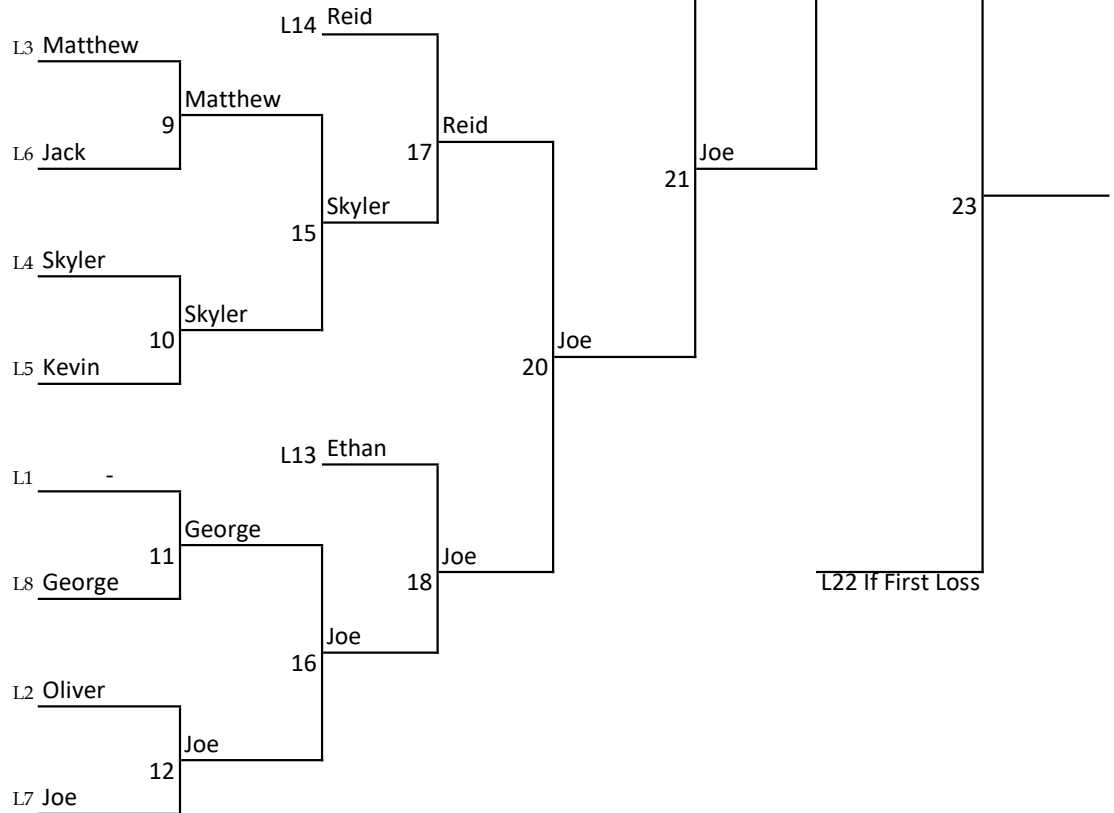 L14 Reid
L3 Matthew
Matthew
9
Reid
L6 Jack
17
Joe
21
Skyler
23
15
L4 Skyler
Skyler
10
Joe
L5 Kevin
20
L13 Ethan
L1 -
George
11
Joe
L8 George
18
L22 If First Loss
Joe
16
L2 Oliver
Joe
12
L7 Joe